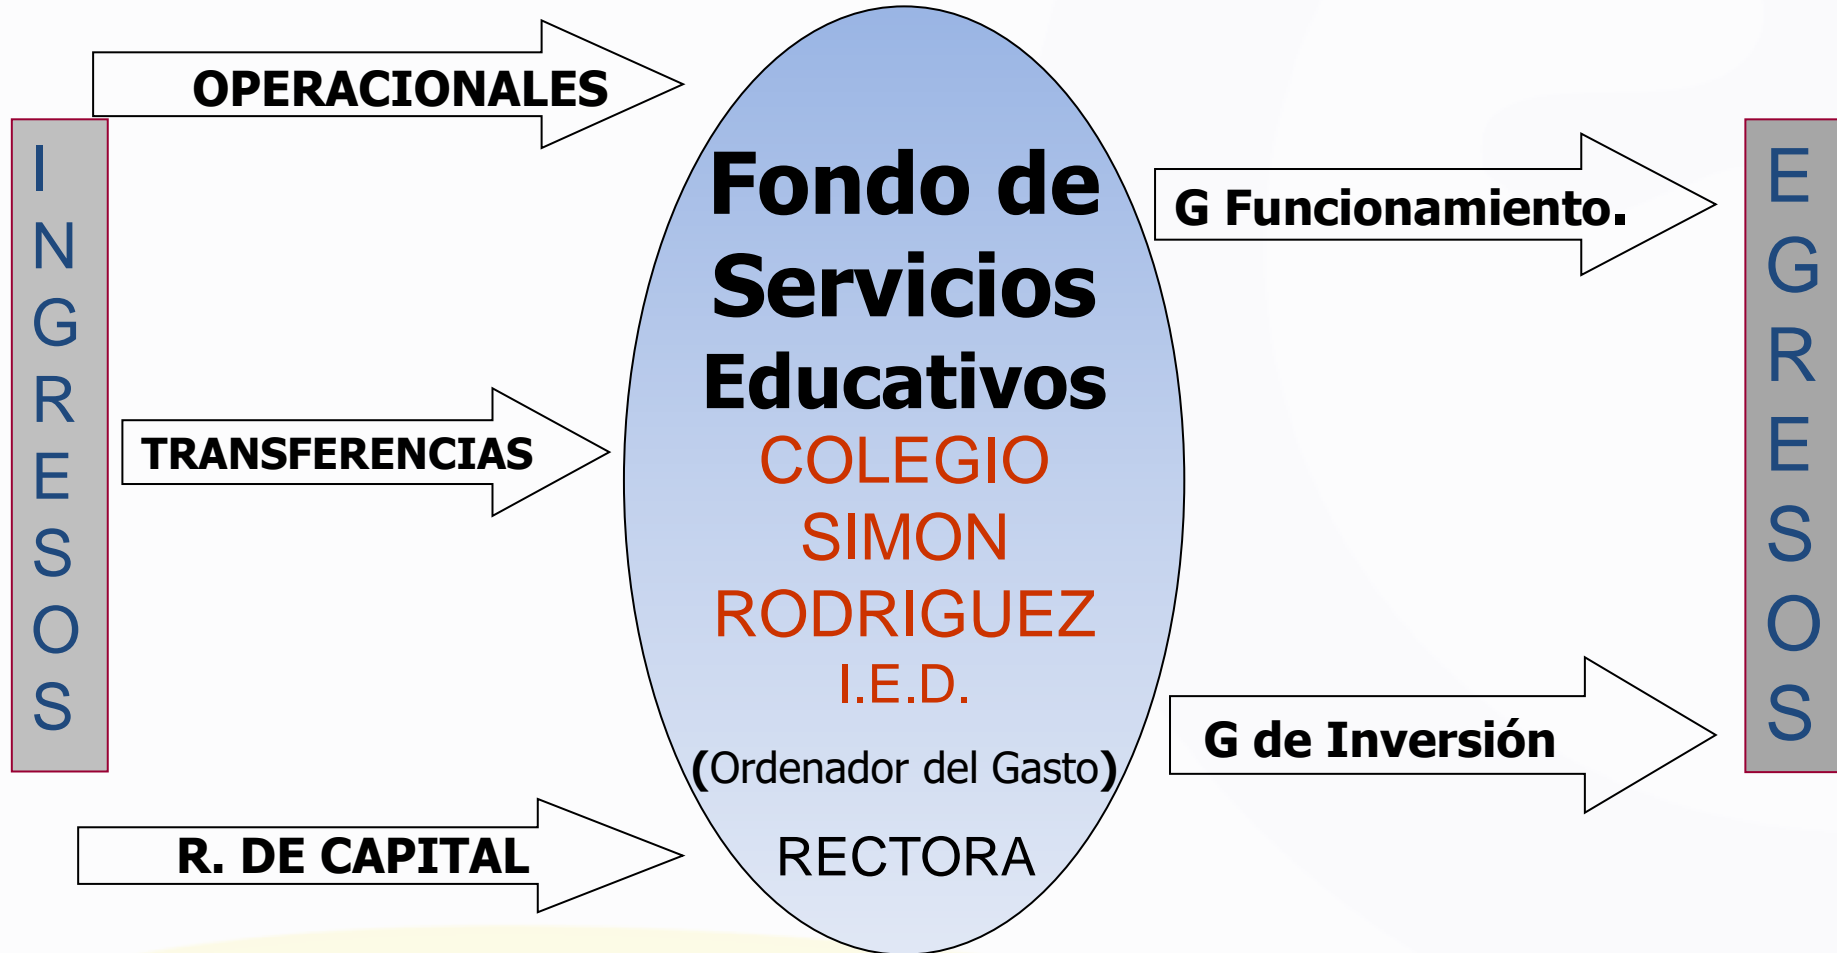 INGRESOS
OPERACIONALES
TRANSFERENCIAS
R. DE CAPITAL
Fondo de
Servicios
Educativos
COLEGIO
SIMON
RODRIGUEZ
I.E.D.
(Ordenador del Gasto)
RECTORA
G Funcionamiento.
G de Inversión
EGRESOS